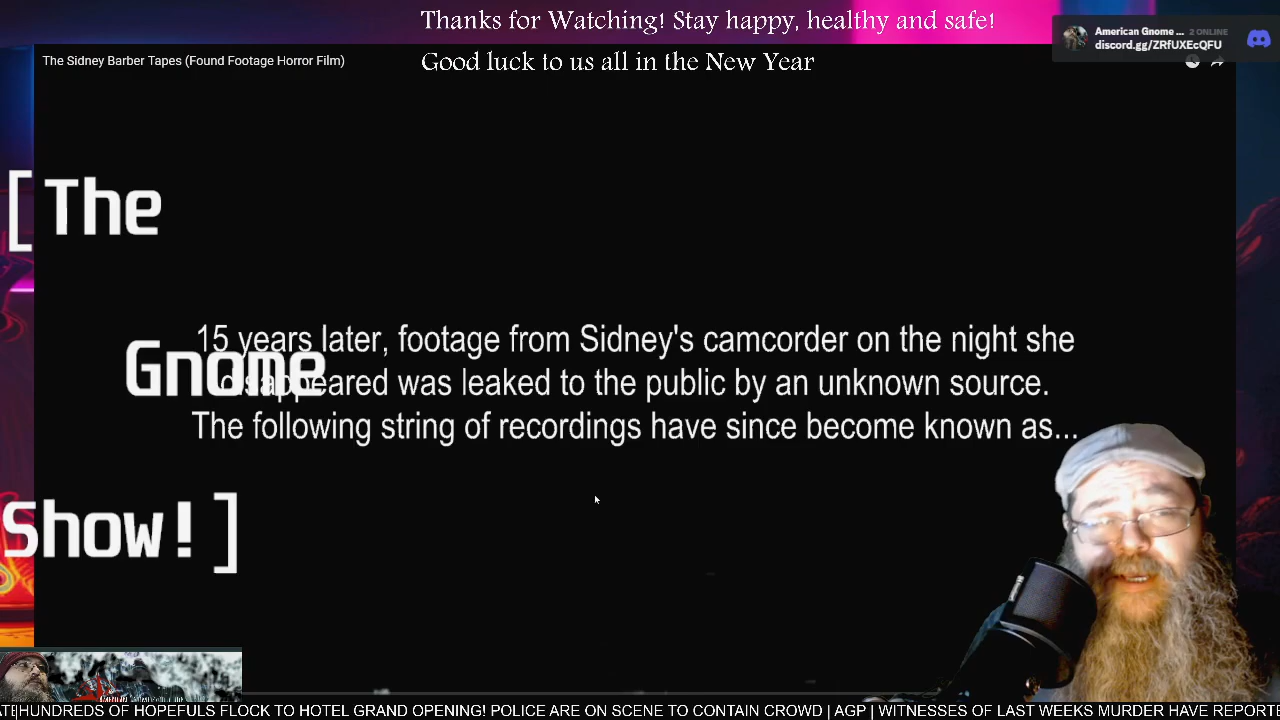 Thanks for Watching! Stay happy, healthy and safe!
American Gnome ... 2 ONLINE
discord.gg/ZRfUXEcQFU
The Sidney Barber Tapes (Found Footage Horror Film)
Good luck to us all in the New Year
[The
15 years later, footage from Sidney's camcorder on the night she
Gnome
disappeared was leaked to the public by an unknown source.
The following string of recordings have since become known as...
Show!]
HUNDREDS OF HOPEFULS FLOCK TO HOTEL GRAND OPENING! POLICE ARE ON SCENE TO CONTAIN CROWD | AGP | WITNESSES OF LAST WEEKS MURDER HAVE REPORTE